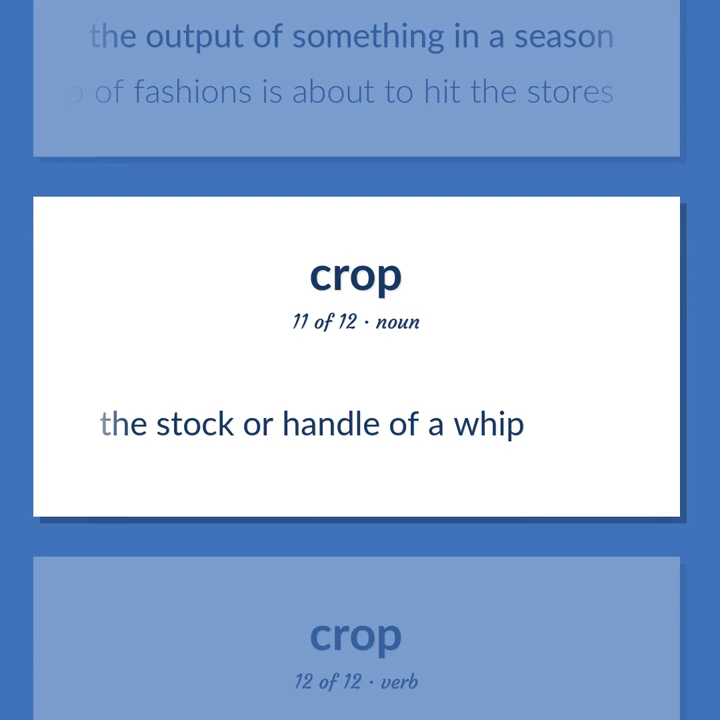 the output of something in a season
of fashions is about to hit the stores
crop
11 of 12 · noun
the stock or handle of a whip
crop
12 of 12 · verb